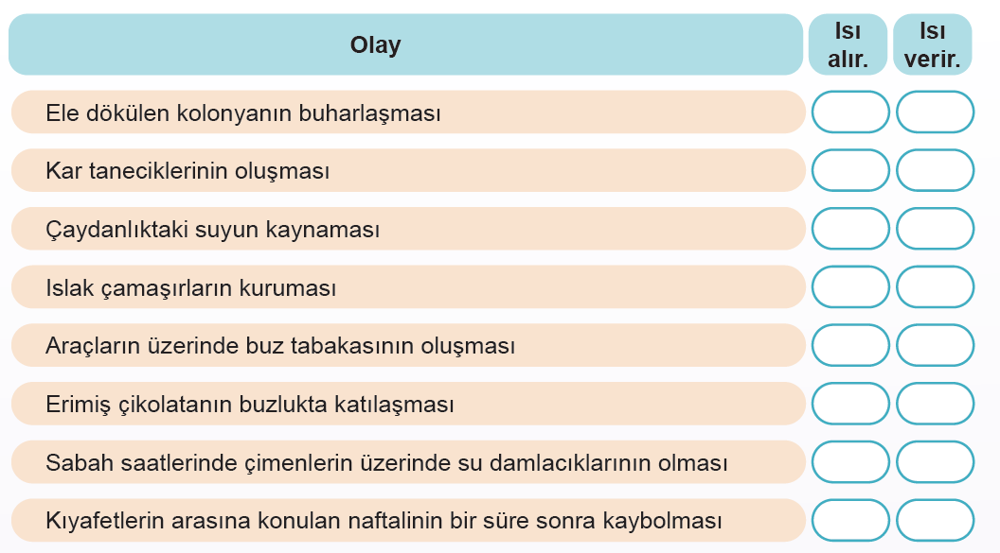 Olay
Isı
alır.
Isı
verir.
Ele dökülen kolonyanın buharlaşması
Kar taneciklerinin oluşması
Çaydanlıktaki suyun kaynaması
Islak çamaşırların kuruması
Araçların üzerinde buz tabakasının oluşması
Erimiş çikolatanın buzlukta katılaşması
Sabah saatlerinde çimenlerin üzerinde su damlacıklarının olması
Kıyafetlerin arasına konulan naftalinin bir süre sonra kaybolması